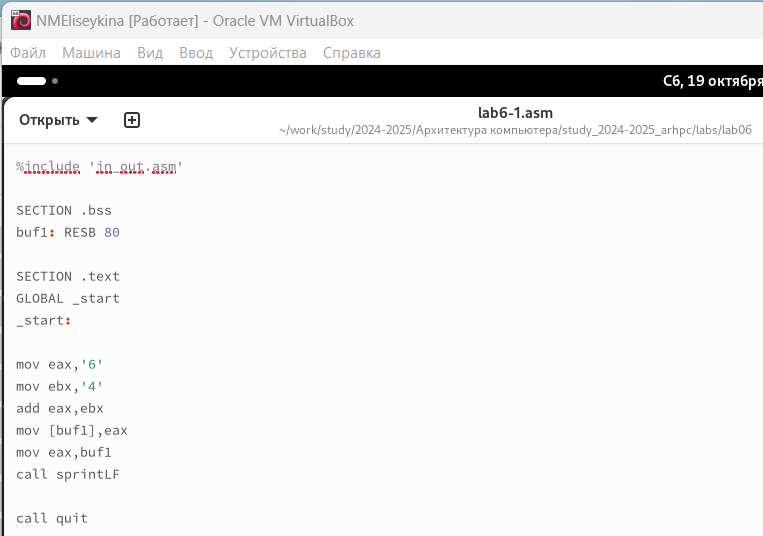 NMEliseykina [Работает] - Oracle VM VirtualBox
Файл Машина Вид Ввод Устройства Справка
Сб, 19 октября
Открыть
lab6-1.asm
~/work/study/2024-2025/Архитектура компьютера/study_2024-2025_arhpc/labs/lab06
%include 'in_out.asm'
SECTION .bss
buf1: RESB 80
SECTION .text
GLOBAL _start
_start:
mov eax,'6'
mov ebx,'4'
add eax,ebx
mov [buf1],eax
mov eax,buf1
call sprintLF
call quit